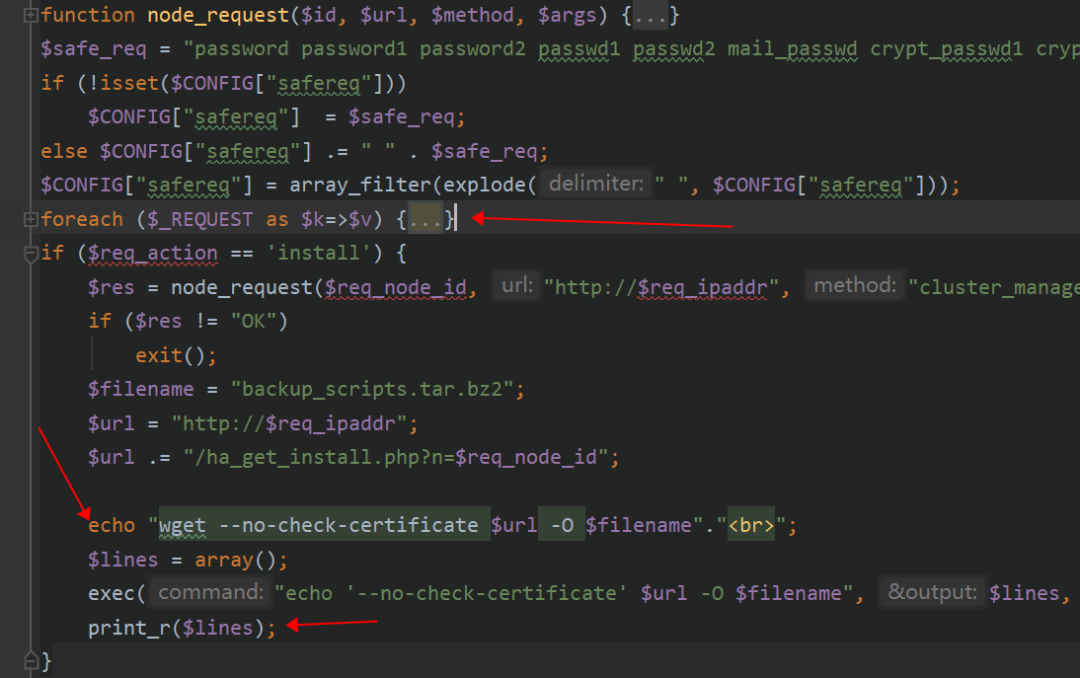 function node_request($id, $url, $method, $args) {...}
$safe_req = "password password1 password2 passwd1 passwd2 mail_passwd crypt_passwd1 cryp
if (!isset($CONFIG["safereq"]))
$CONFIG["safereq"] = $safe_req;
else $CONFIG["safereq"] .= " " . $safe_req;
$CONFIG["safereq"] = array_filter(explode( delimiter: " ", $CONFIG["safereq"]));
foreach ($_REQUEST as $k=>$v) {...}
if ($req_action == 'install') {
$res = node_request($req_node_id, url: "http://$req_ipaddr", method: "cluster_manage
if ($res != "OK")
exit();
$filename = "backup_scripts.tar.bz2";
$url = "http://$req_ipaddr";
$url .= "/ha_get_install.php?n=$req_node_id";
echo "wget --no-check-certificate $url -O $filename"."<br>";
$lines = array();
exec( command: "echo '--no-check-certificate' $url -O $filename", &output: $lines,
print_r($lines);
}